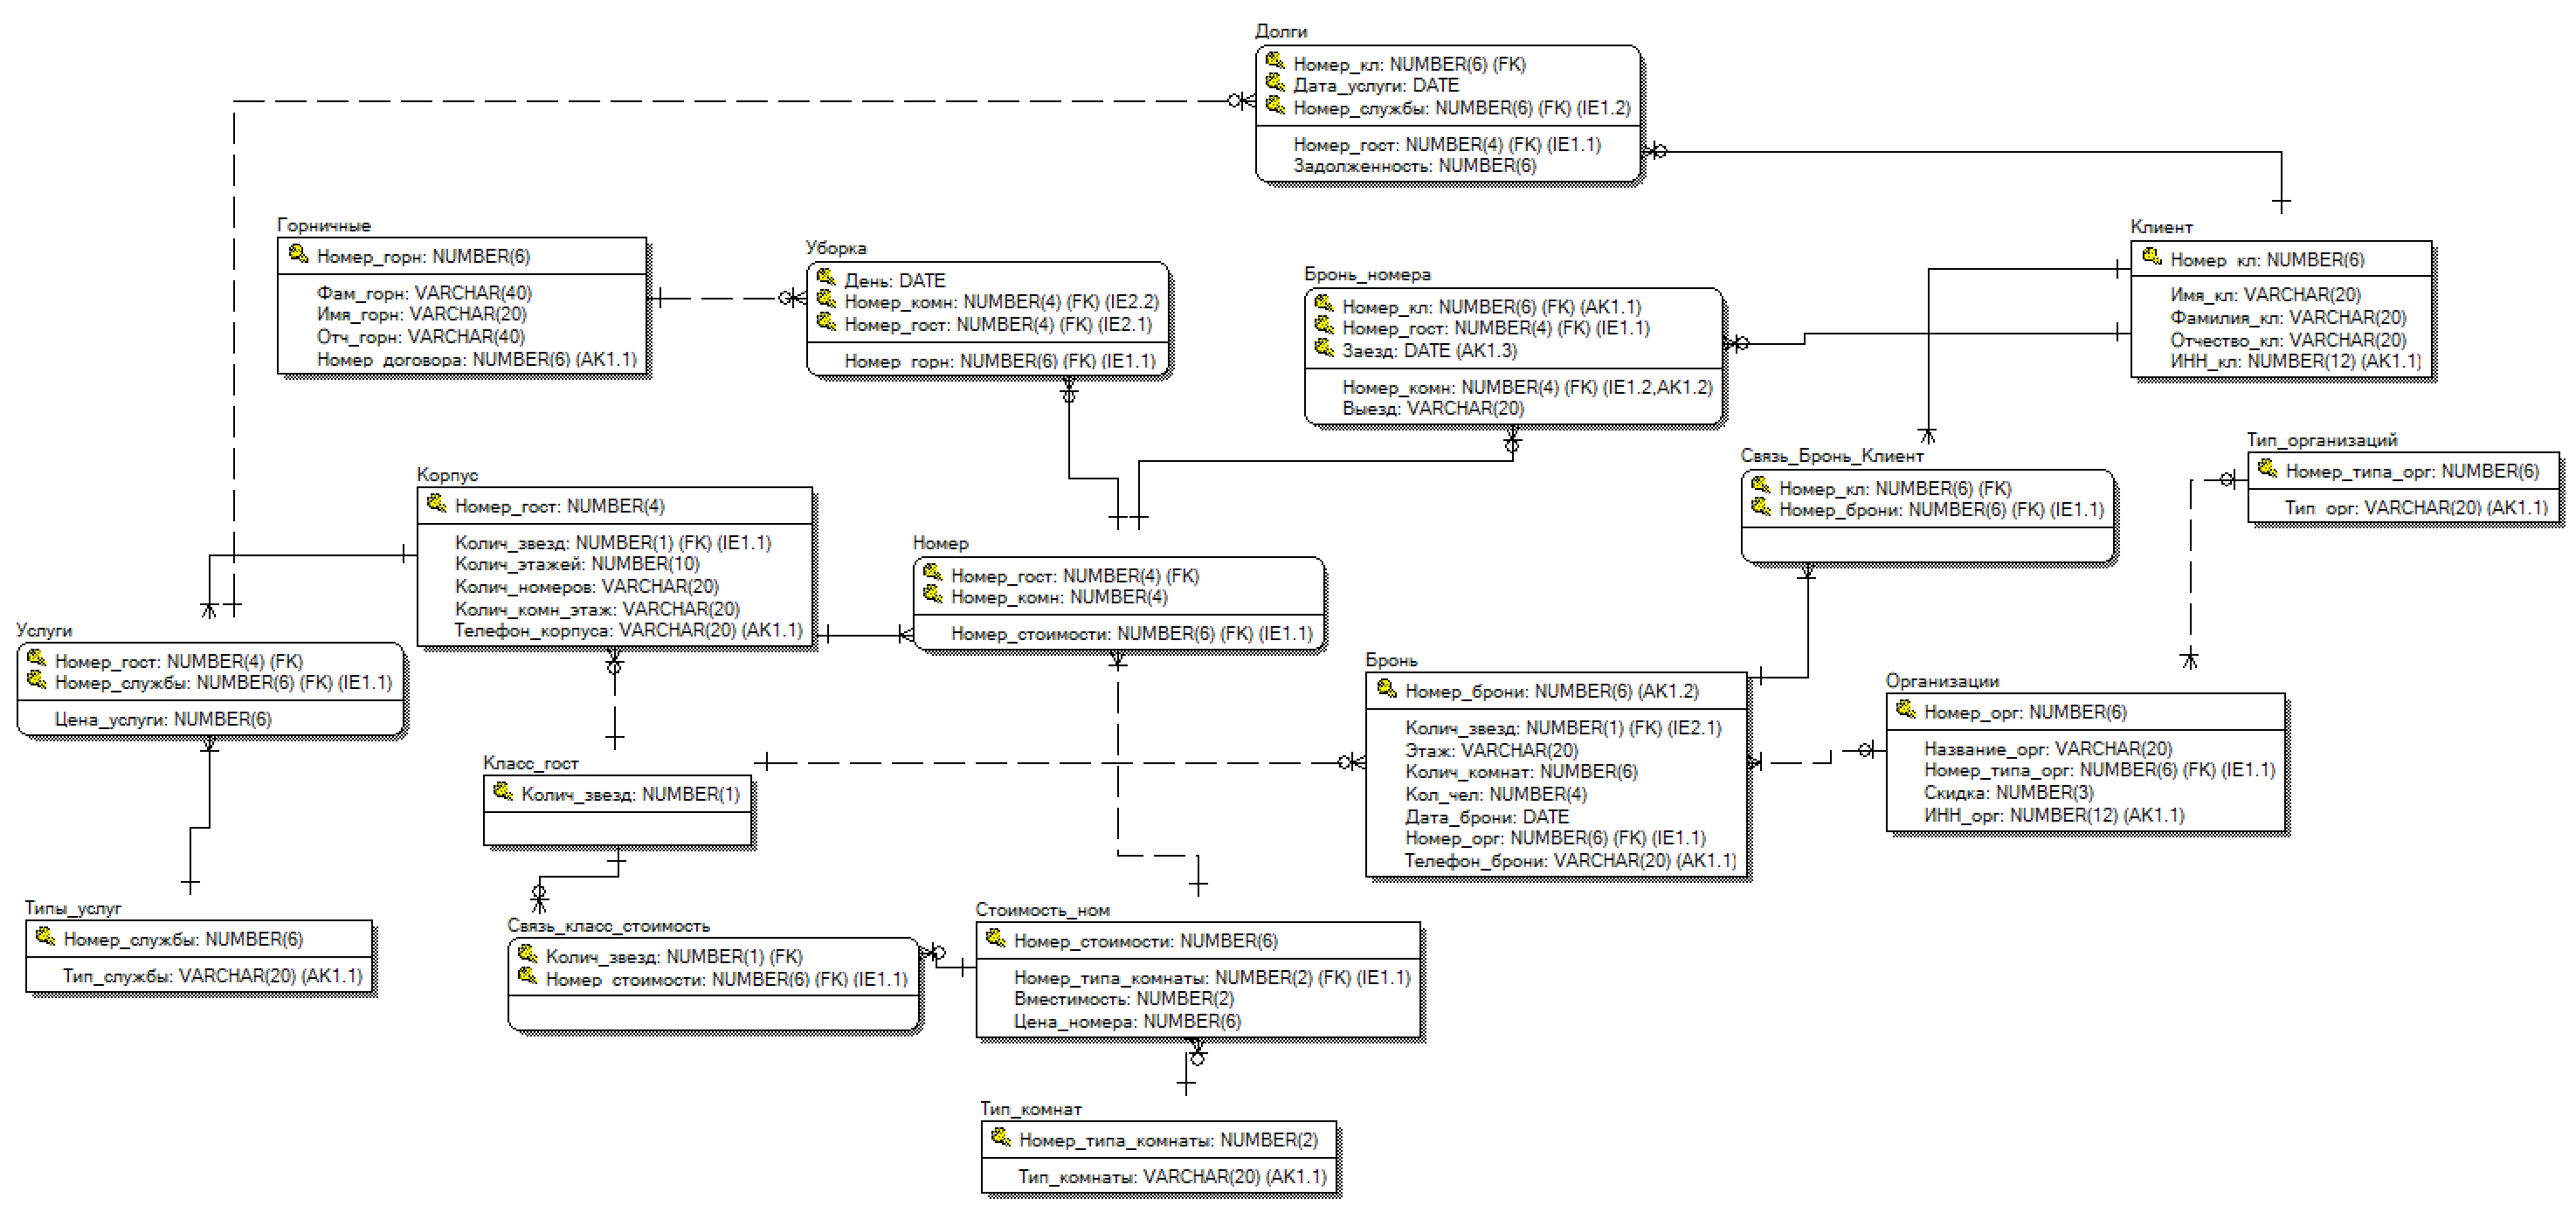 Долги
Номер_кл: NUMBER(6) (FK)
Дата_услуги: DATE
Номер_службы: NUMBER(6) (FK) (IE1.2)
Номер_гост: NUMBER(4) (FK) (IE1.1)
Задолженность: NUMBER(6)
Горничные
Номер_горн: NUMBER(6)
Фам_горн: VARCHAR(40)
Имя_горн: VARCHAR(20)
Отч_горн: VARCHAR(40)
Номер_договора: NUMBER(6) (AK1.1)
Уборка
День: DATE
Номер_комн: NUMBER(4) (FK) (IE2.2)
Номер_гост: NUMBER(4) (FK) (IE2.1)
Номер_горн: NUMBER(6) (FK) (IE1.1)
Бронь_номера
Номер_кл: NUMBER(6) (FK) (AK1.1)
Номер_гост: NUMBER(4) (FK) (IE1.1)
Заезд: DATE (AK1.3)
Номер_комн: NUMBER(4) (FK) (IE1.2,AK1.2)
Выезд: VARCHAR(20)
Клиент
Номер_кл: NUMBER(6)
Имя_кл: VARCHAR(20)
Фамилия_кл: VARCHAR(20)
Отчество_кл: VARCHAR(20)
ИНН_кл: NUMBER(12) (AK1.1)
Корпус
Номер_гост: NUMBER(4)
Колич_звезд: NUMBER(1) (FK) (IE1.1)
Колич_этажей: NUMBER(10)
Колич_номеров: VARCHAR(20)
Колич_комн_этаж: VARCHAR(20)
Телефон_корпуса: VARCHAR(20) (AK1.1)
Номер
Номер_гост: NUMBER(4) (FK)
Номер_комн: NUMBER(4)
Номер_стоимости: NUMBER(6) (FK) (IE1.1)
Связь_Бронь_Клиент
Номер_кл: NUMBER(6) (FK)
Номер_брони: NUMBER(6) (FK) (IE1.1)
Тип_организаций
Номер_типа_орг: NUMBER(6)
Тип_орг: VARCHAR(20) (AK1.1)
Услуги
Номер_гост: NUMBER(4) (FK)
Номер_службы: NUMBER(6) (FK) (IE1.1)
Цена_услуги: NUMBER(6)
Бронь
Номер_брони: NUMBER(6) (AK1.2)
Колич_звезд: NUMBER(1) (FK) (IE2.1)
Этаж: VARCHAR(20)
Колич_комнат: NUMBER(6)
Кол_чел: NUMBER(4)
Дата_брони: DATE
Номер_орг: NUMBER(6) (FK) (IE1.1)
Телефон_брони: VARCHAR(20) (AK1.1)
Организации
Номер_орг: NUMBER(6)
Название_орг: VARCHAR(20)
Номер_типа_орг: NUMBER(6) (FK) (IE1.1)
Скидка: NUMBER(3)
ИНН_орг: NUMBER(12) (AK1.1)
Класс_гост
Колич_звезд: NUMBER(1)
Типы_услуг
Номер_службы: NUMBER(6)
Тип_службы: VARCHAR(20) (AK1.1)
Связь_класс_стоимость
Колич_звезд: NUMBER(1) (FK)
Номер_стоимости: NUMBER(6) (FK) (IE1.1)
Стоимость_ном
Номер_стоимости: NUMBER(6)
Номер_типа_комнаты: NUMBER(2) (FK) (IE1.1)
Вместимость: NUMBER(2)
Цена_номера: NUMBER(6)
Тип_комнат
Номер_типа_комнаты: NUMBER(2)
Тип_комнаты: VARCHAR(20) (AK1.1)